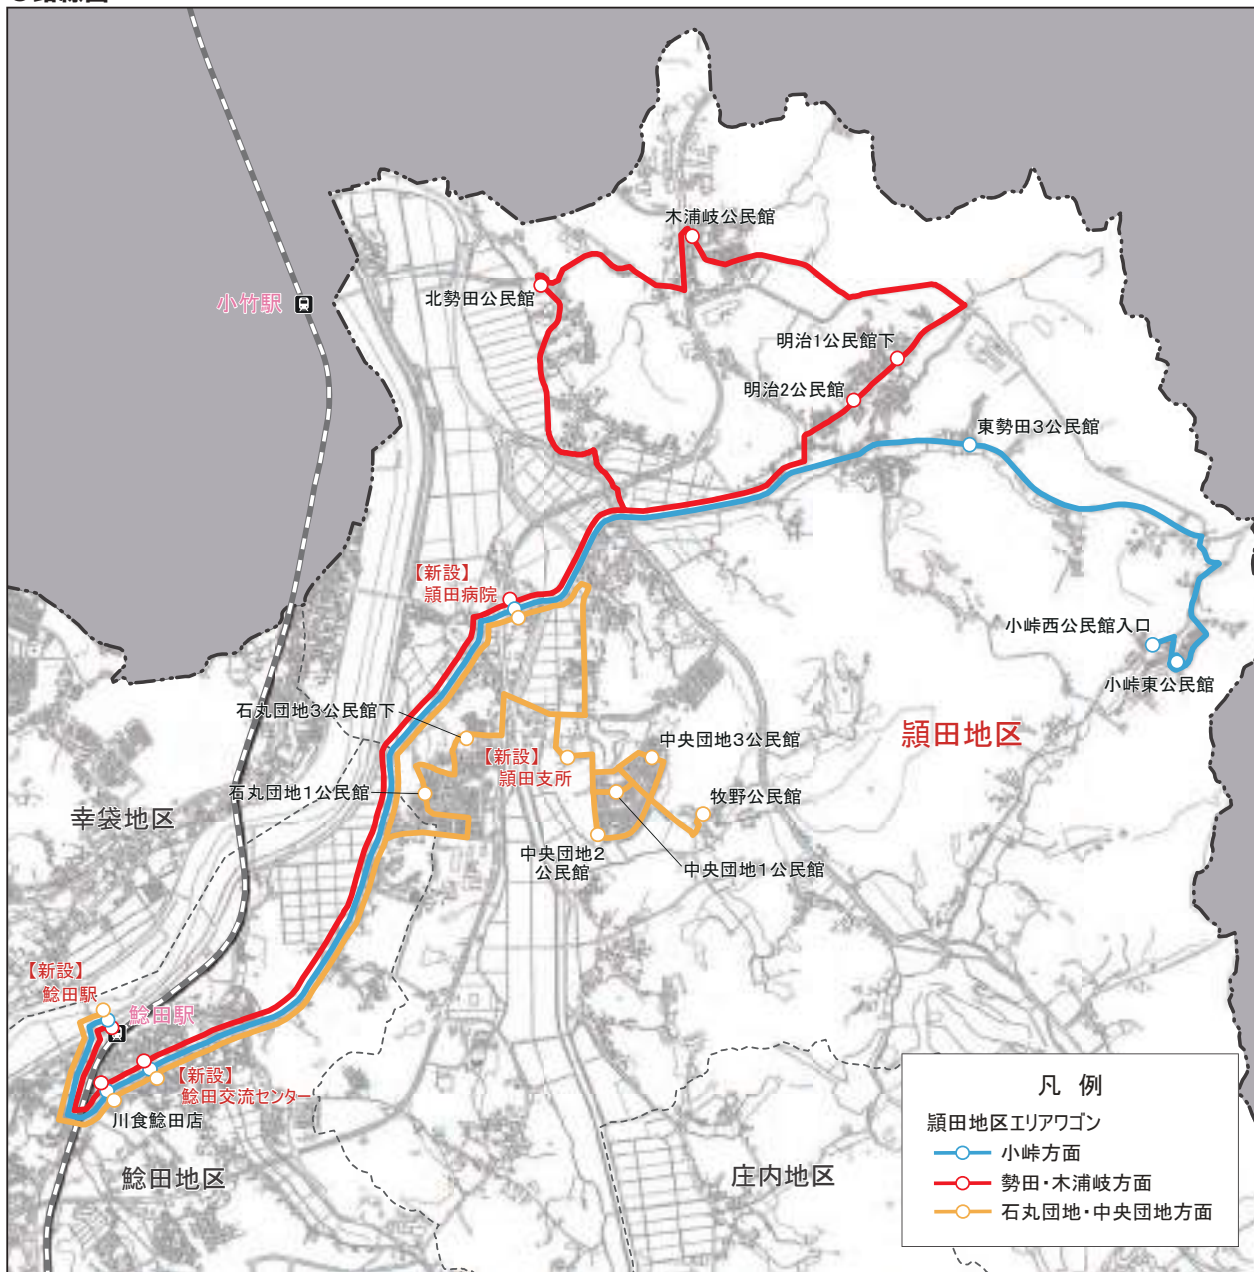 木浦岐公民館
北勢田公民館
小竹駅
明治1公民館下
明治2公民館
東勢田3公民館
【新設】
頴田病院
小峠西公民館入口
小峠東公民館
石丸団地3公民館下
【新設】
頴田支所
中央団地3公民館
頴田地区
石丸団地1公民館
牧野公民館
幸袋地区
中央団地2
公民館
中央団地1公民館
【新設】
鯰田駅
鯰田駅
【新設】
鯰田交流センター
川食鯰田店
鯰田地区
庄内地区
凡 例
頴田地区エリアワゴン
小峠方面
勢田・木浦岐方面
石丸団地・中央団地方面